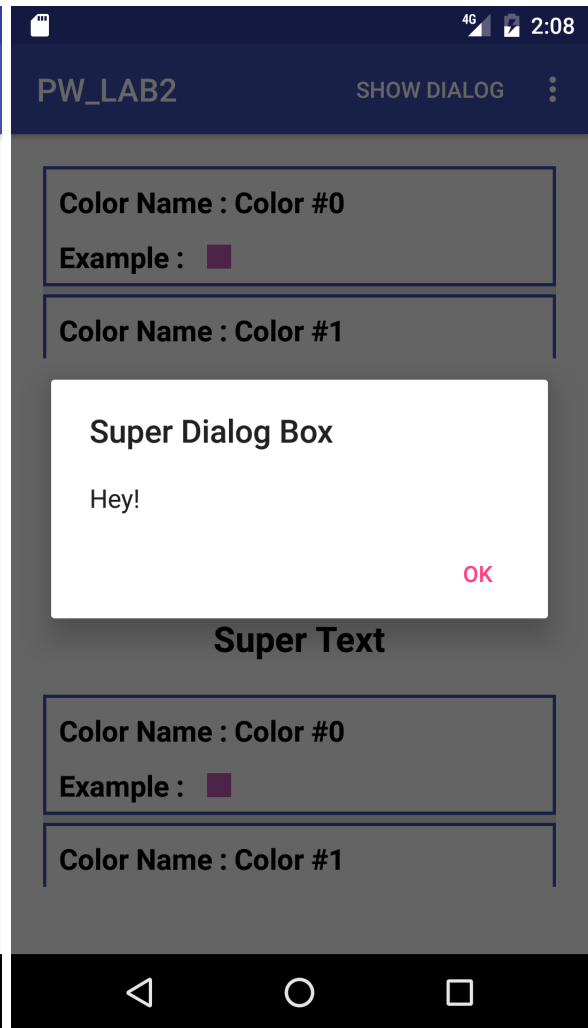 4G 2:08
PW_LAB2 SHOW DIALOG
Color Name : Color #0
Example :
Color Name : Color #1
Super Dialog Box
Hey!
OK
Super Text
Color Name : Color #0
Example :
Color Name : Color #1